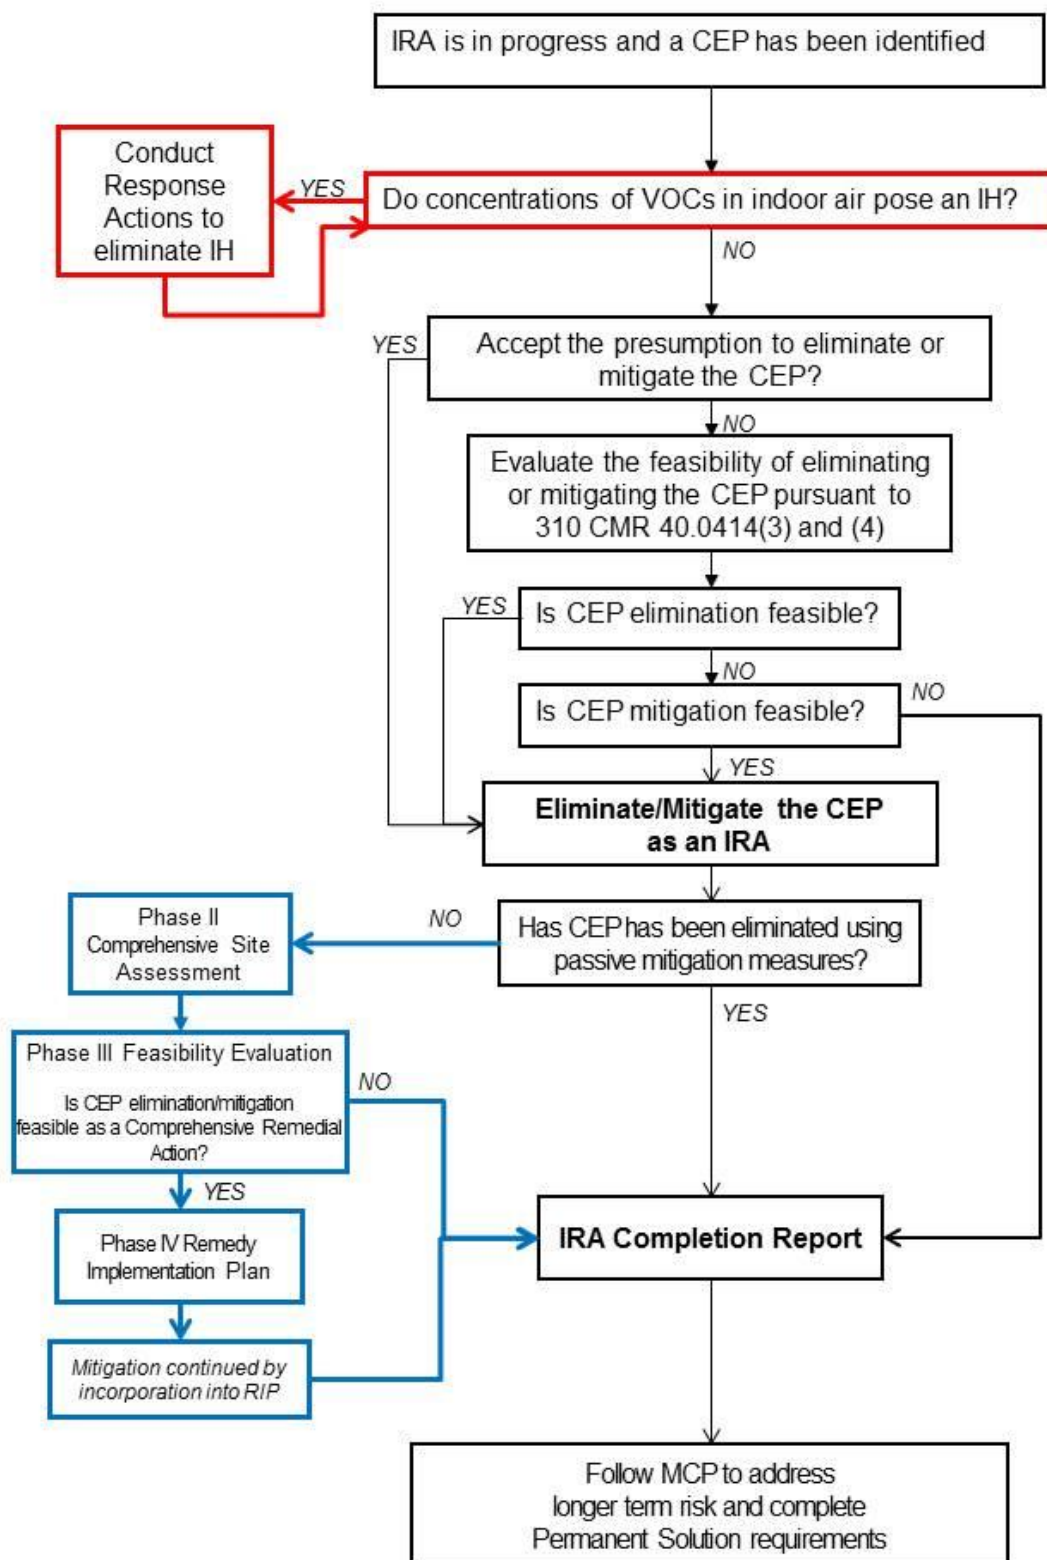 IRA is in progress and a CEP has been identified
Conduct
Response
Actions to
eliminate IH
YES
Do concentrations of VOCs in indoor air pose an IH?
NO
YES
Accept the presumption to eliminate or
mitigate the CEP?
NO
Evaluate the feasibility of eliminating
or mitigating the CEP pursuant to
310 CMR 40.0414(3) and (4)
YES
Is CEP elimination feasible?
NO
Is CEP mitigation feasible?
NO
YES
Eliminate/Mitigate the CEP
as an IRA
Phase II
Comprehensive Site
Assessment
NO
Has CEP has been eliminated using
passive mitigation measures?
YES
Phase III Feasibility Evaluation
Is CEP elimination/mitigation
feasible as a Comprehensive Remedial
Action?
NO
YES
Phase IV Remedy
Implementation Plan
IRA Completion Report
Mitigation continued by
incorporation into RIP
Follow MCP to address
longer term risk and complete
Permanent Solution requirements